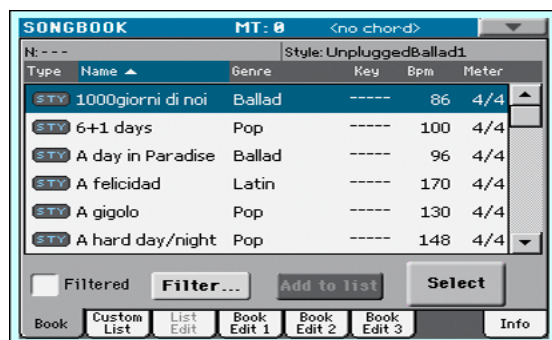 SONGBOOK MT: 0 <no chord>
N: --- Style: UnpluggedBallad1
Type Name Genre Key Bpm Meter
STY 1000giorni di noi Ballad ----- 86 4/4
STY 6+1 days Pop ----- 100 4/4
STY A day in Paradise Ballad ----- 96 4/4
STY A felicidad Latin ----- 170 4/4
STY A gigolo Pop ----- 130 4/4
STY A hard day/night Pop ----- 148 4/4
Filtered Filter... Add to list Select
Book Custom List List Edit Book Edit 1 Book Edit 2 Book Edit 3 Info